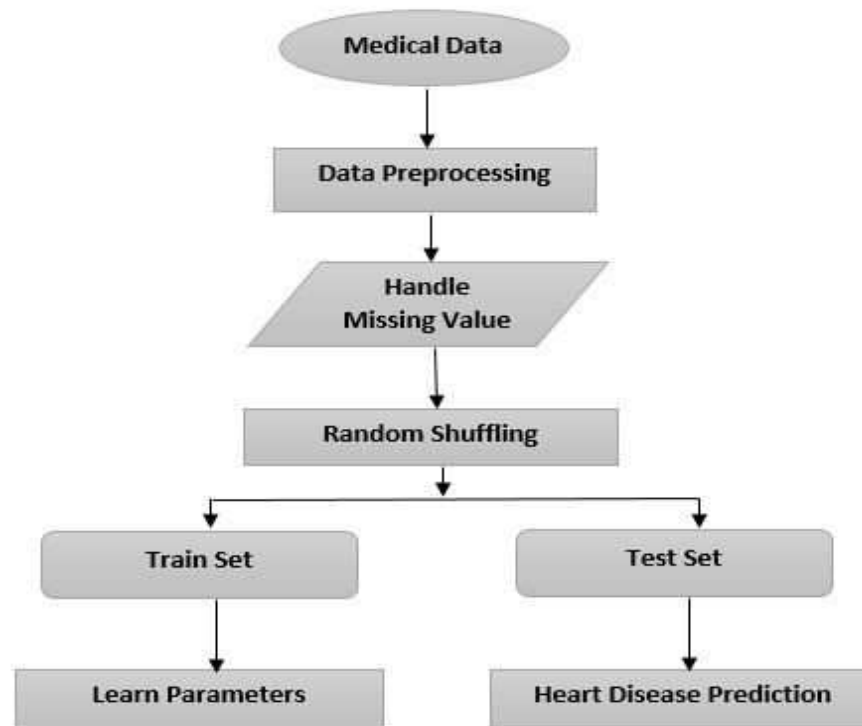 Medical Data
Data Preprocessing
Handle
Missing Value
Random Shuffling
Train Set
Test Set
Learn Parameters
Heart Disease Prediction